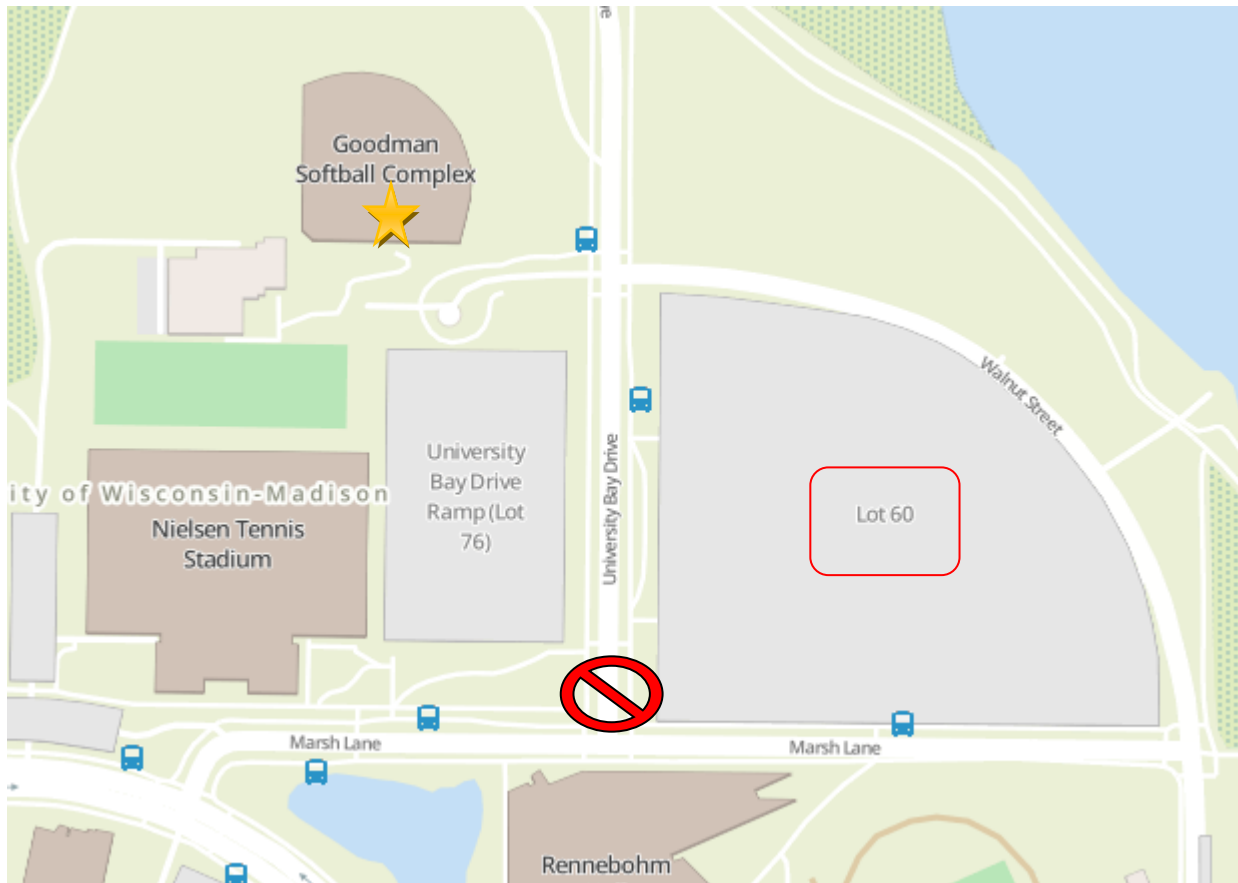 ve
Goodman
Softball Complex
Walnut Street
University
Bay Drive
Ramp (Lot
76)
University Bay Drive
ity of Wisconsin-Madison
Nielsen Tennis
Stadium
Lot 60
Marsh Lane
Marsh Lane
Rennebohm